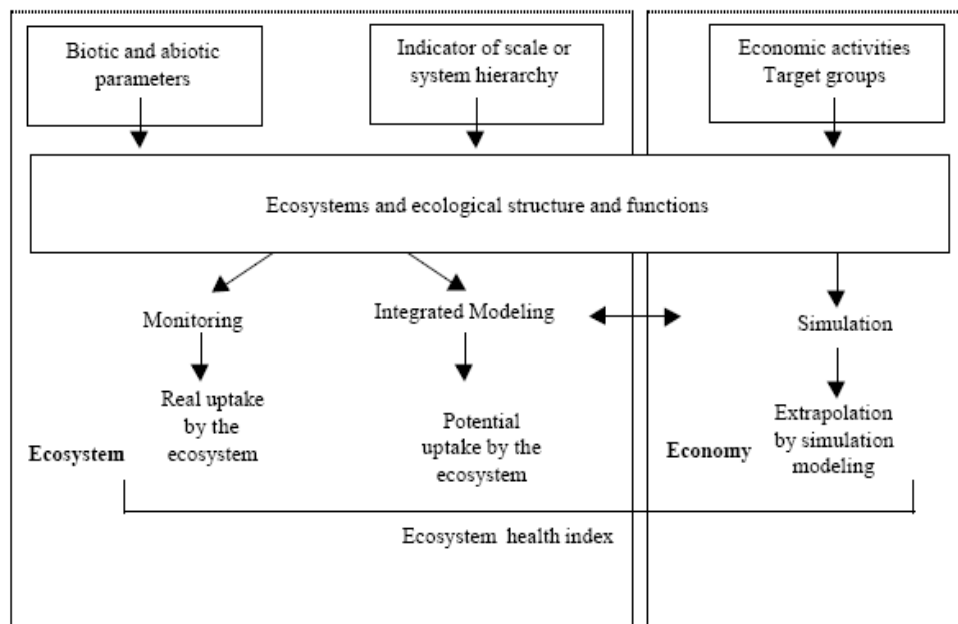 Biotic and abiotic
parameters
Indicator of scale or
system hierarchy
Economic activities
Target groups
Ecosystems and ecological structure and functions
Monitoring
Integrated Modeling
Simulation
Real uptake
by the
ecosystem
Potential
uptake by the
ecosystem
Extrapolation
by simulation
modeling
Ecosystem
Economy
Ecosystem health index